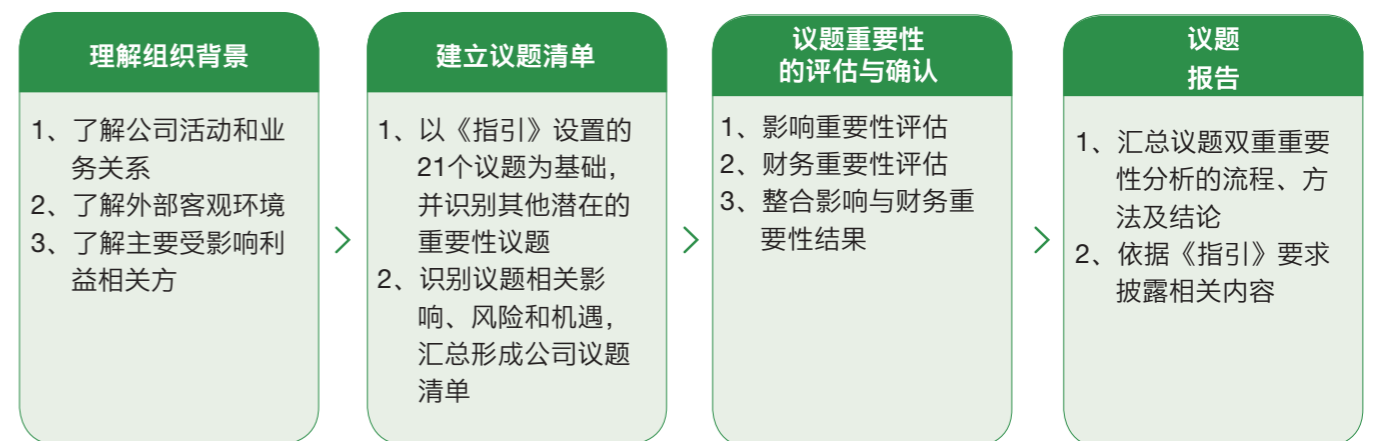 理解组织背景
1、了解公司活动和业
务关系
2、了解外部客观环境
3、了解主要受影响利
益相关方
建立议题清单
1、以《指引》设置的
21个议题为基础，
并识别其他潜在的
重要性议题
2、识别议题相关影
响、风险和机遇，
汇总形成公司议题
清单
议题重要性
的评估与确认
1、影响重要性评估
2、财务重要性评估
3、整合影响与财务重
要性结果
议题
报告
1、汇总议题双重重要
性分析的流程、方
法及结论
2、依据《指引》要求
披露相关内容